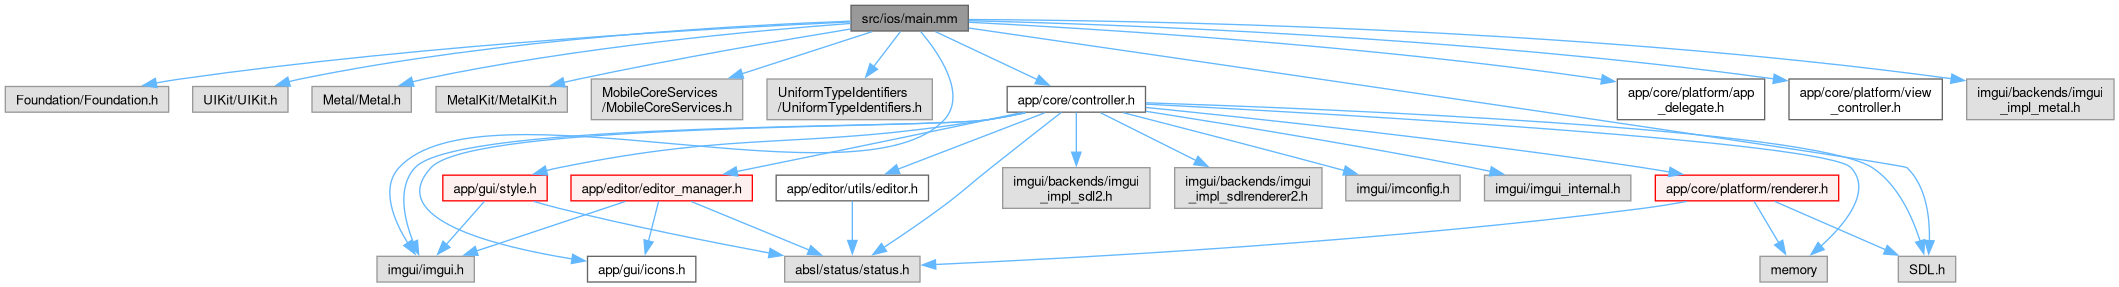 src/ios/main.mm
Foundation/Foundation.h
UIKit/UIKit.h
Metal/Metal.h
MetalKit/MetalKit.h
MobileCoreServices
/MobileCoreServices.h
UniformTypeIdentifiers
/UniformTypeIdentifiers.h
app/core/controller.h
app/core/platform/app
_delegate.h
app/core/platform/view
_controller.h
imgui/backends/imgui
_impl_metal.h
app/gui/style.h
app/editor/editor_manager.h
app/editor/utils/editor.h
imgui/backends/imgui
_impl_sdl2.h
imgui/backends/imgui
_impl_sdlrenderer2.h
imgui/imconfig.h
imgui/imgui_internal.h
app/core/platform/renderer.h
imgui/imgui.h
app/gui/icons.h
absl/status/status.h
memory
SDL.h